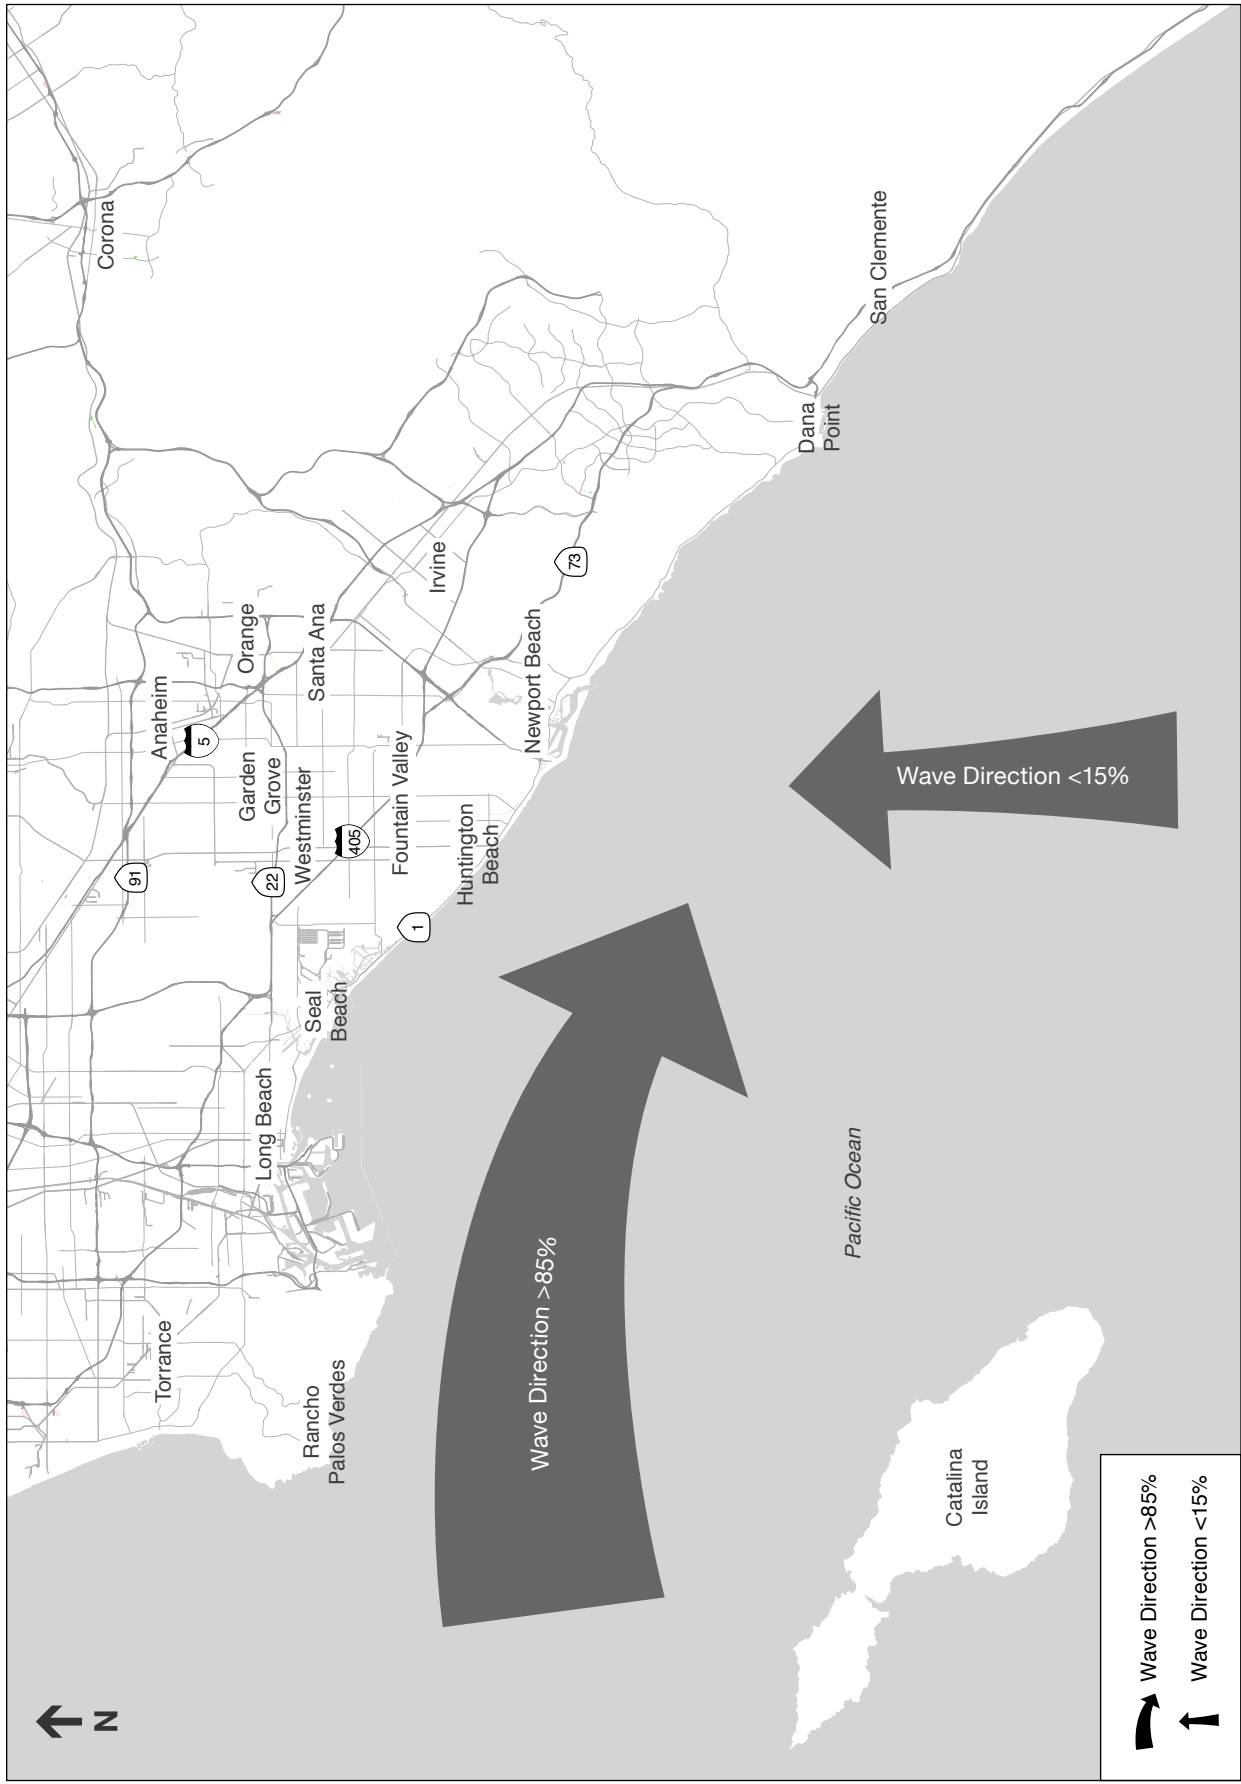 N
Corona
Anaheim
5
Orange
91
Garden
Grove
Santa Ana
Westminster
22
405
Irvine
Fountain Valley
Torrance
Long Beach
Seal
Beach
1
Huntington
Beach
Newport Beach
73
Rancho
Palos Verdes
Dana
Point
San Clemente
Wave Direction >85%
Wave Direction <15%
Pacific Ocean
Catalina
Island
Wave Direction >85%
Wave Direction <15%